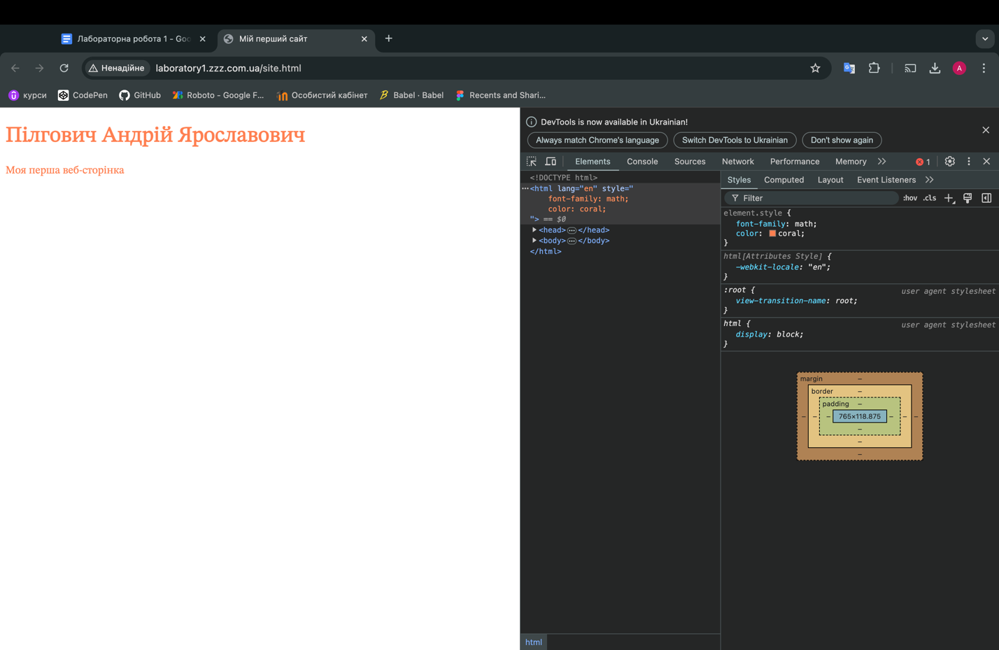 Лабораторна робота 1 - Goo
Мій перший сайт
Ненадійне
laboratory1.zzz.com.ua/site.html
A
курси
CodePen
GitHub
Roboto - Google F...
Особистий кабінет
Babel · Babel
Recents and Shari...
Пілгович Андрій Ярославович
Моя перша веб-сторінка
DevTools is now available in Ukrainian!
Always match Chrome's language
Switch DevTools to Ukrainian
Don't show again
Elements Console Sources Network Performance Memory 1
<!DOCTYPE html>
<html lang="en" style="
font-family: math;
color: coral;
"> == $0
<head> </head>
<body> </body>
</html>
html
Styles Computed Layout Event Listeners
Filter :hov .cls
element.style {
font-family: math;
color: coral;
}
html[Attributes Style] {
-webkit-locale: "en";
}
:root { user agent stylesheet
view-transition-name: root;
}
html { user agent stylesheet
display: block;
}
margin –
border –
padding –
– – – 765×118.875 – – –
–
–
–